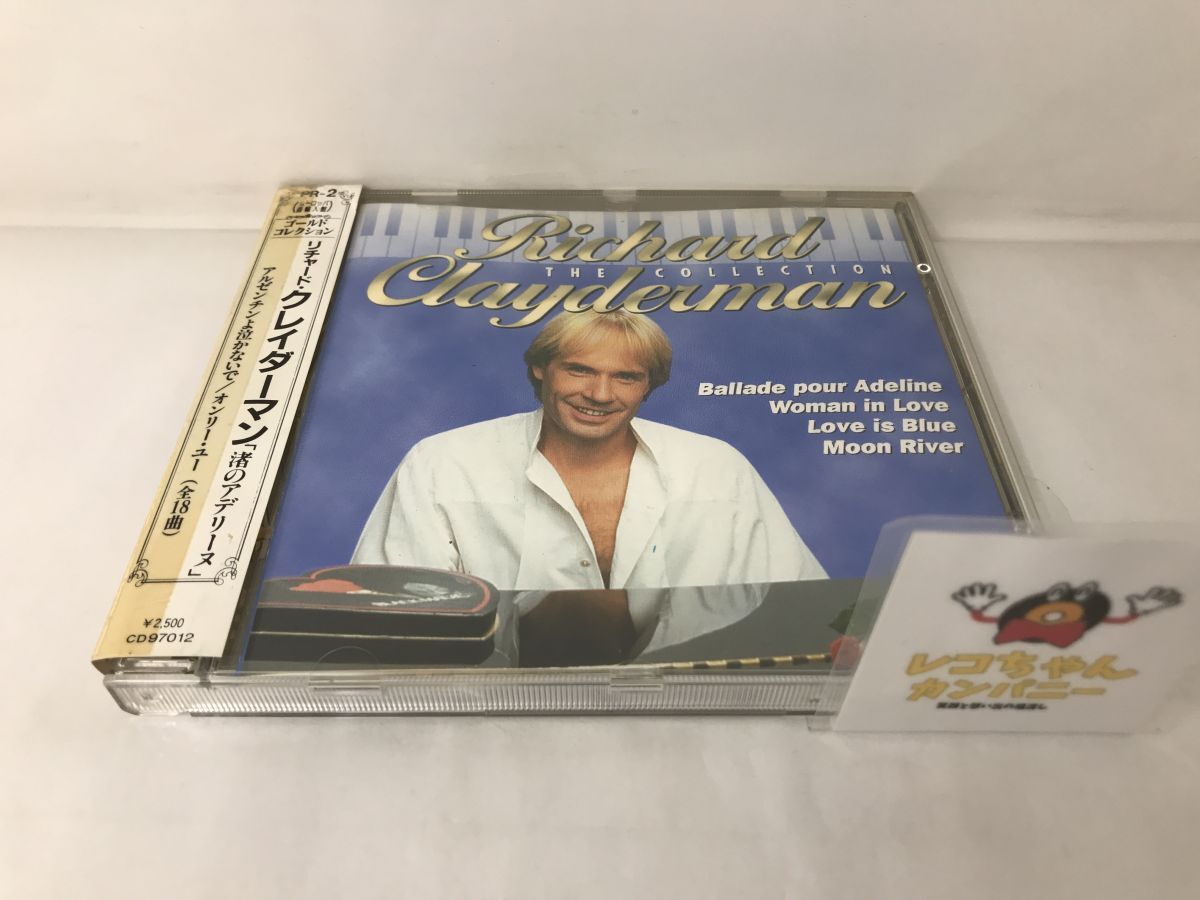 PR-2
ゴールド
コレクション
リチャード・クレイダーマン「渚のアデリーヌ」
アルゼンチンよ泣かないで/オンリー・ユー (全18曲)
¥2,500
CD97012
Richard
THE COLLECTION
Clayderman
Ballade pour Adeline
Woman in Love
Love is Blue
Moon River
レコちゃん
カンパニー